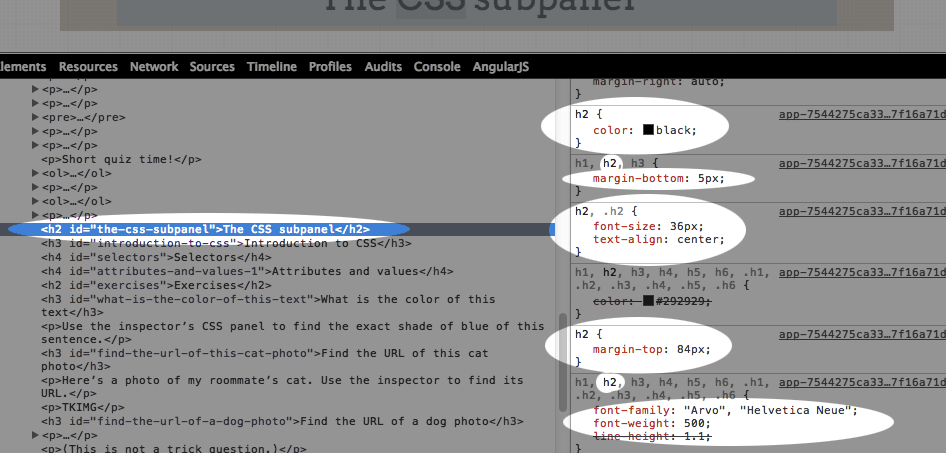 The CSS subpanel
Elements Resources Network Sources Timeline Profiles Audits Console AngularJS
<p>…</p>
▶<p>…</p>
▶<p>…</p>
▶<pre>…</pre>
▶<p>…</p>
▶<p>…</p>
<p>Short quiz time!</p>
▶<ol>…</ol>
▶<p>…</p>
▶<ol>…</ol>
▶<p>…</p>
<h2 id="the-css-subpanel">The CSS subpanel</h2>
<h3 id="introduction-to-css">Introduction to CSS</h3>
<h4 id="selectors">Selectors</h4>
<h4 id="attributes-and-values-1">Attributes and values</h4>
<h2 id="exercises">Exercises</h2>
<h3 id="what-is-the-color-of-this-text">What is the color of this
text</h3>
<p>Use the inspector’s CSS panel to find the exact shade of blue of this
sentence.</p>
<h3 id="find-the-url-of-this-cat-photo">Find the URL of this cat
photo</h3>
<p>Here’s a photo of my roommate’s cat. Use the inspector to find its
URL.</p>
<p>TKIMG</p>
<h3 id="find-the-url-of-a-dog-photo">Find the URL of a dog photo</h3>
▶<p>…</p>
<p>(This is not a trick question.)</p>
margin-right: auto;
}
h2 { app-7544275ca33…7f16a71d
color: black;
}
h1, h2, h3 { app-7544275ca33…7f16a71d
margin-bottom: 5px;
}
h2, .h2 { app-7544275ca33…7f16a71d
font-size: 36px;
text-align: center;
}
h1, h2, h3, h4, h5, h6, .h1, app-7544275ca33…7f16a71d
.h2, .h3, .h4, .h5, .h6 {
color: #292929;
}
h2 { app-7544275ca33…7f16a71d
margin-top: 84px;
}
h1, h2, h3, h4, h5, h6, .h1, app-7544275ca33…7f16a71d
.h2, .h3, .h4, .h5, .h6 {
font-family: "Arvo", "Helvetica Neue";
font-weight: 500;
line-height: 1.1;
}